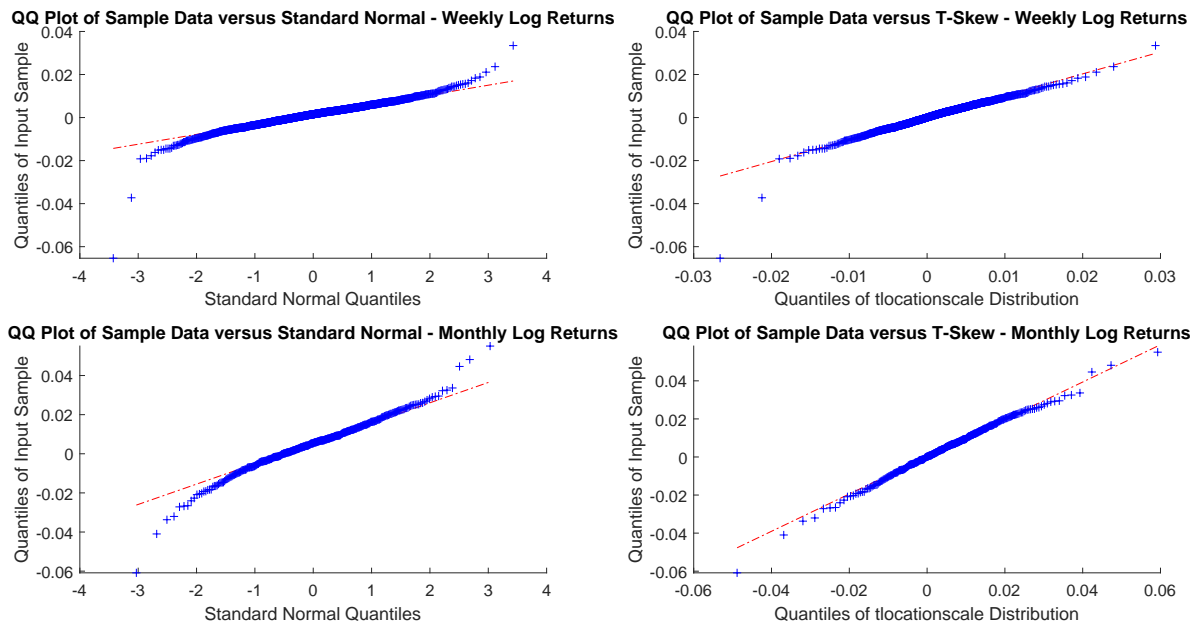 QQ Plot of Sample Data versus Standard Normal - Weekly Log Returns
0.04
0.02
0
-0.02
-0.04
-0.06
Quantiles of Input Sample
-4 -3 -2 -1 0 1 2 3 4
Standard Normal Quantiles
QQ Plot of Sample Data versus T-Skew - Weekly Log Returns
0.04
0.02
0
-0.02
-0.04
-0.06
Quantiles of Input Sample
-0.03 -0.02 -0.01 0 0.01 0.02 0.03
Quantiles of tlocationscale Distribution
QQ Plot of Sample Data versus Standard Normal - Monthly Log Returns
0.04
0.02
0
-0.02
-0.04
-0.06
Quantiles of Input Sample
-4 -3 -2 -1 0 1 2 3 4
Standard Normal Quantiles
QQ Plot of Sample Data versus T-Skew - Monthly Log Returns
0.04
0.02
0
-0.02
-0.04
-0.06
Quantiles of Input Sample
-0.06 -0.04 -0.02 0 0.02 0.04 0.06
Quantiles of tlocationscale Distribution